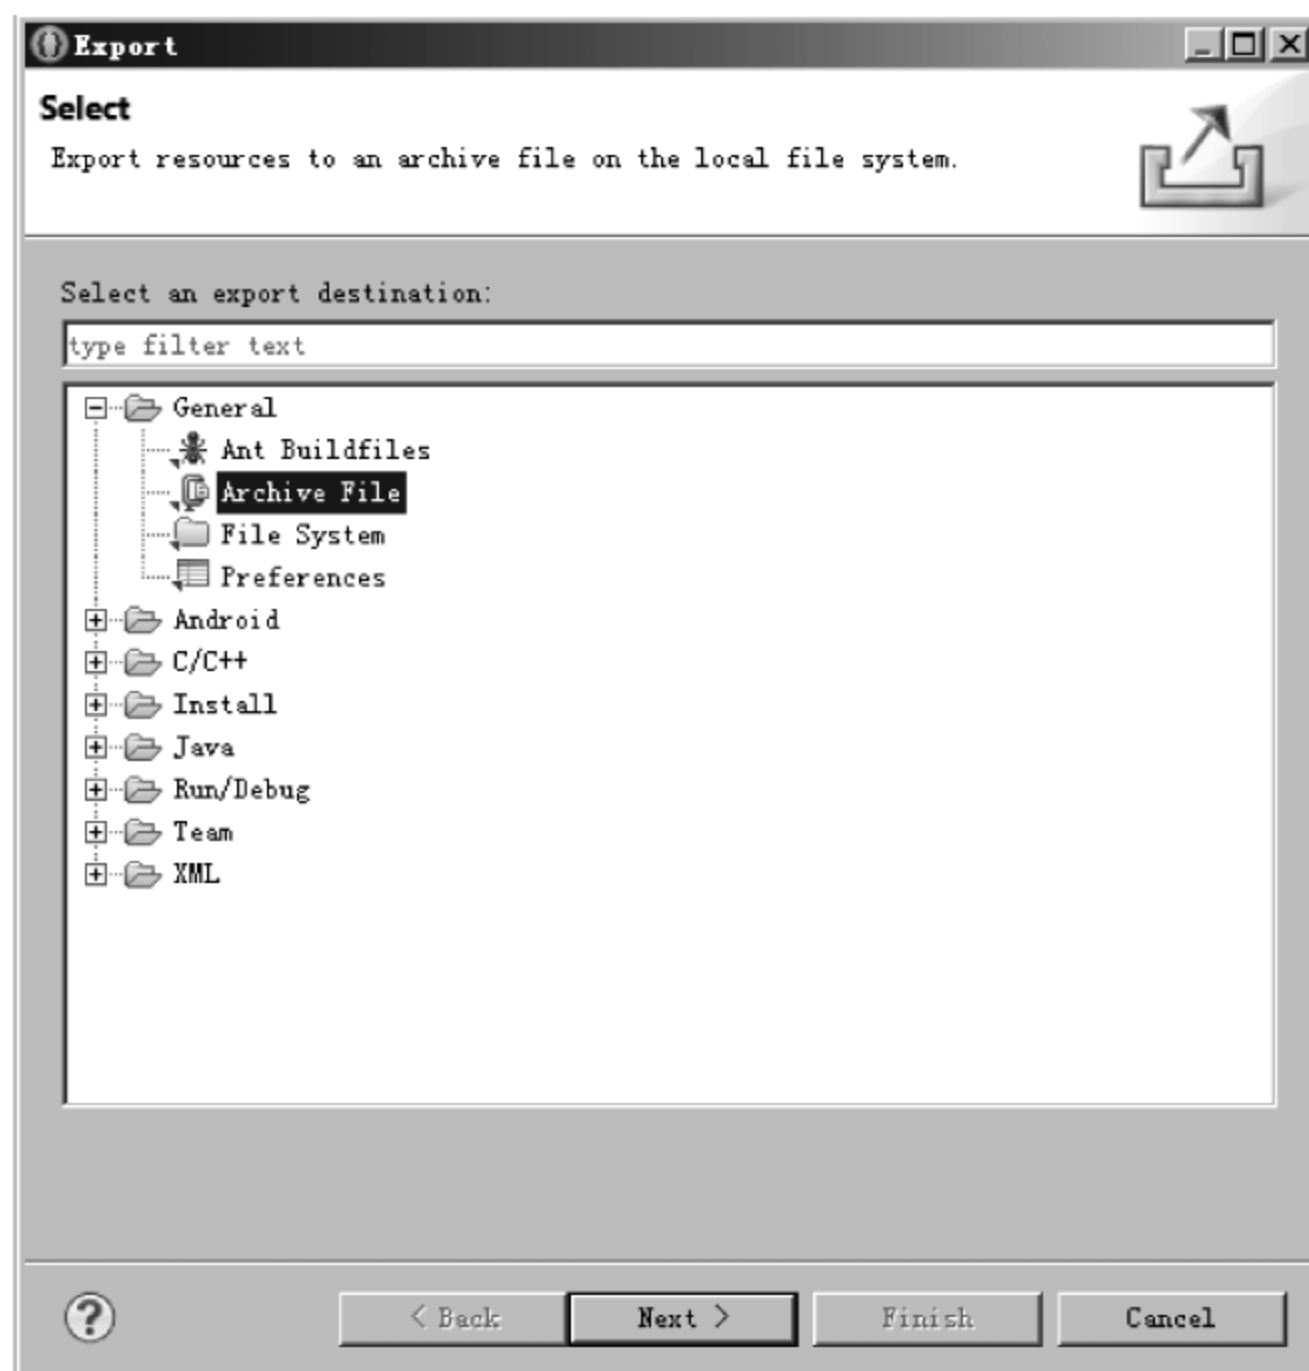 Export
Select
Export resources to an archive file on the local file system.
Select an export destination:
type filter text
General
Ant Buildfiles
Archive File
File System
Preferences
Android
C/C++
Install
Java
Run/Debug
Team
XML
< Back
Next >
Finish
Cancel